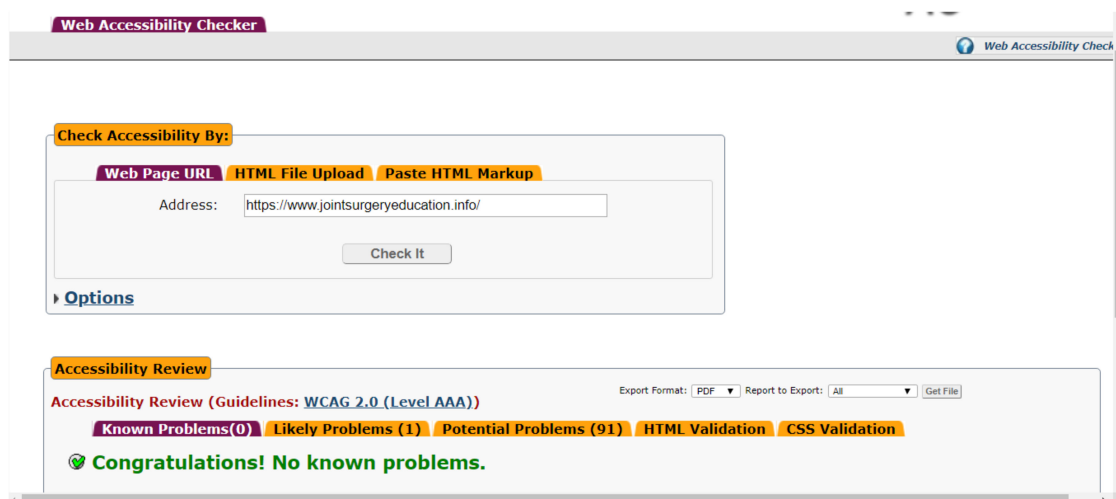 Web Accessibility Checker
Web Accessibility Check
Check Accessibility By:
Web Page URL HTML File Upload Paste HTML Markup
Address: https://www.jointsurgeryeducation.info/
Check It
Options
Accessibility Review
Export Format: PDF Report to Export: All Get File
Accessibility Review (Guidelines: WCAG 2.0 (Level AAA))
Known Problems(0) Likely Problems (1) Potential Problems (91) HTML Validation CSS Validation
Congratulations! No known problems.